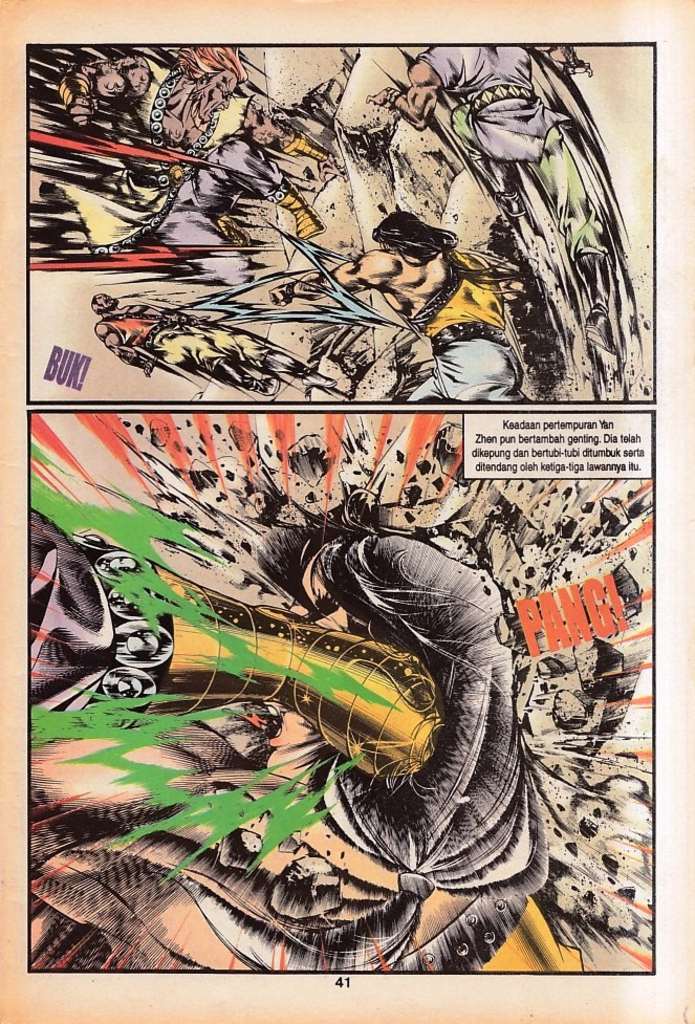 BUK!
Keadaan pertempuran Yan
Zhen pun bertambah genting. Dia telah
dikepung dan bertubi-tubi ditumbuk serta
ditendang oleh ketiga-tiga lawannya itu.
PANG!
41